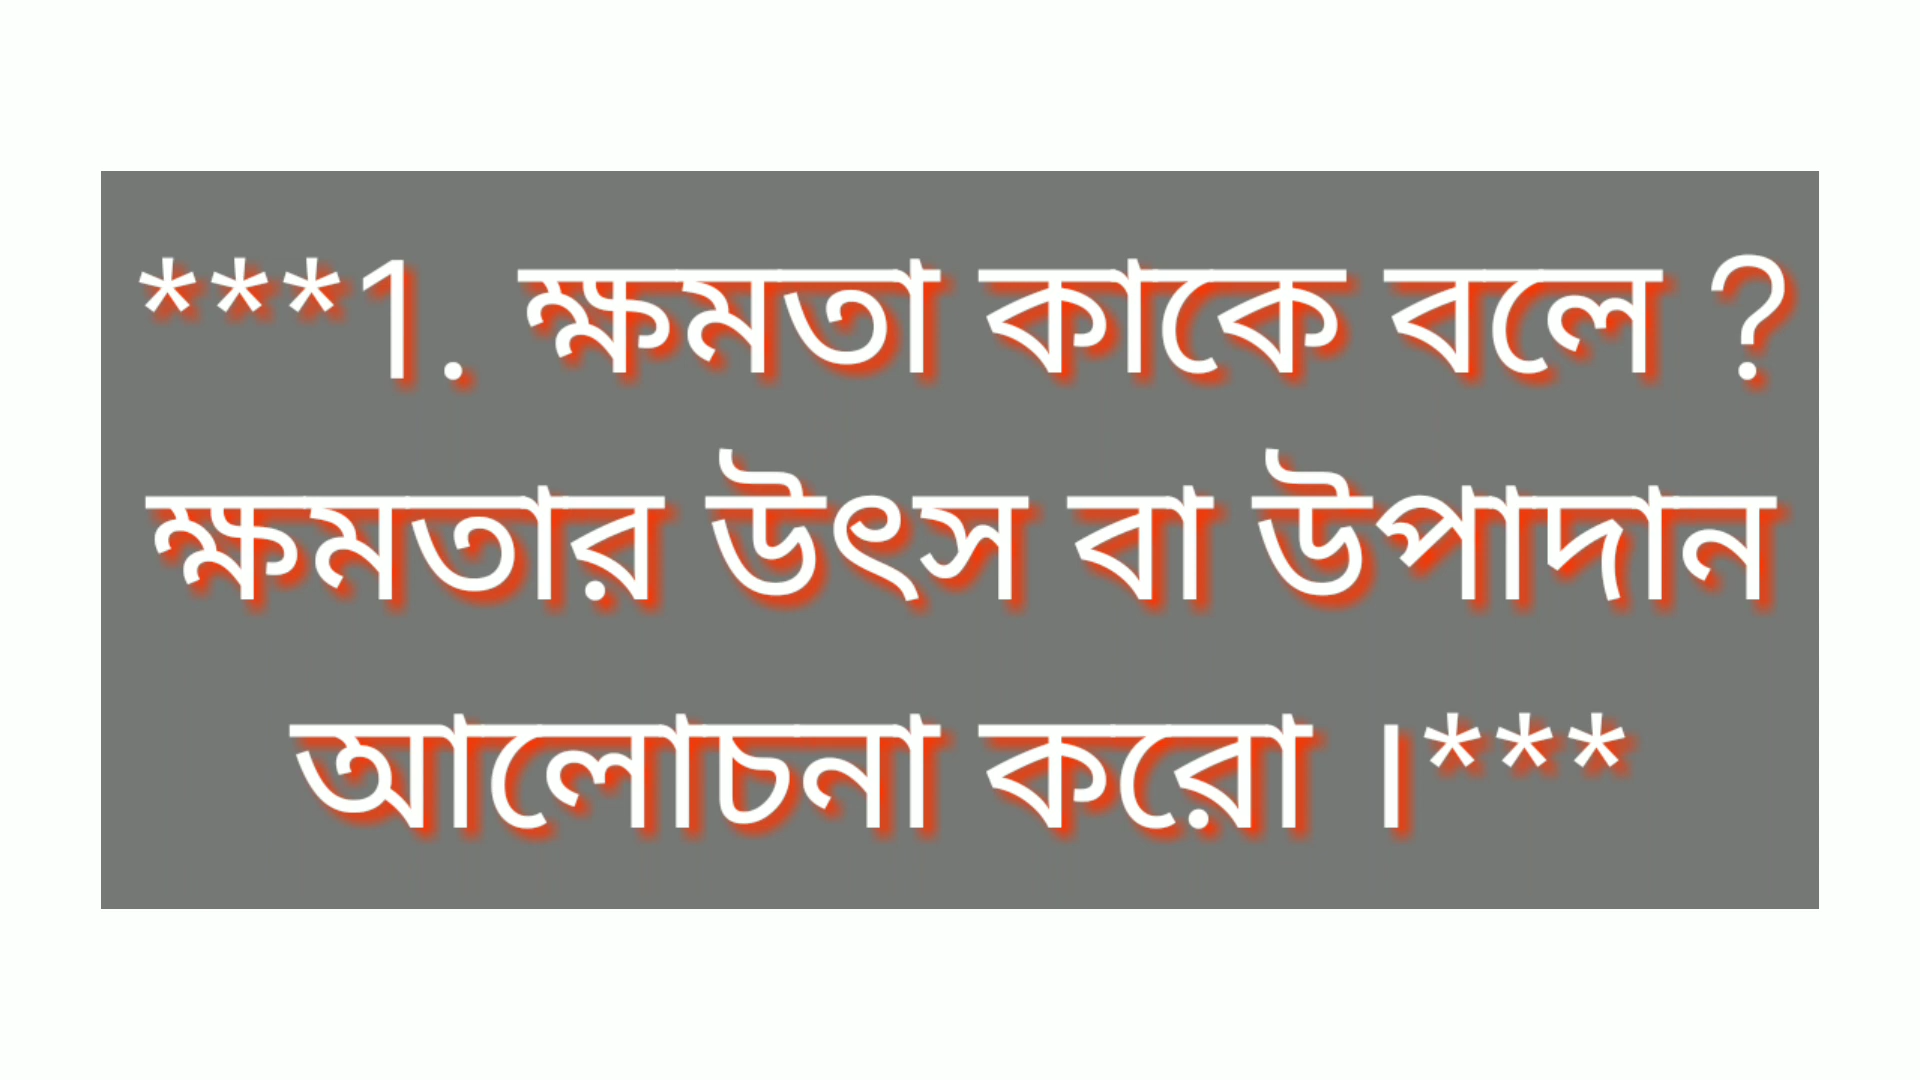 ***1. ক্ষমতা কাকে বলে ?
ক্ষমতার উৎস বা উপাদান
আলোচনা করো ।***